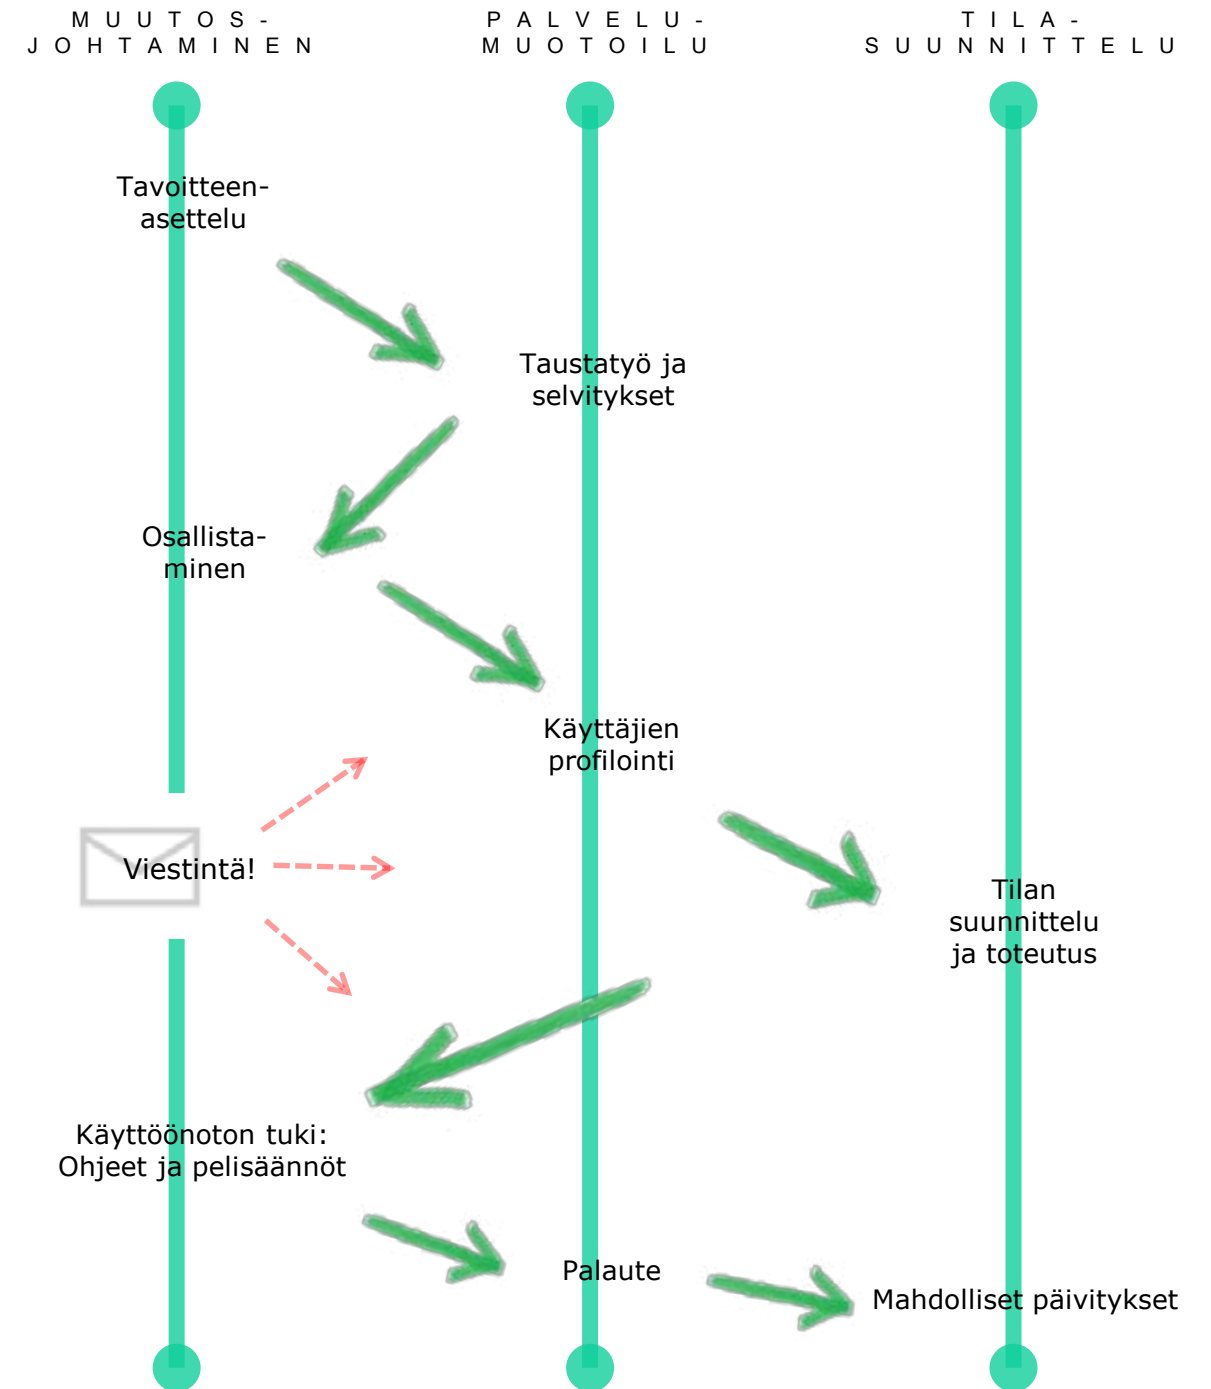 MUUTOS-
JOHTAMINEN
PALVELU-
MUOTOILU
TILA-
SUUNNITTELU
Tavoitteen-
asettelu
Taustatyö ja
selvitykset
Osallista-
minen
Käyttäjien
profilointi
Viestintä!
Tilan
suunnittelu
ja toteutus
Käyttöönoton tuki:
Ohjeet ja pelisäännöt
Palaute
Mahdolliset päivitykset